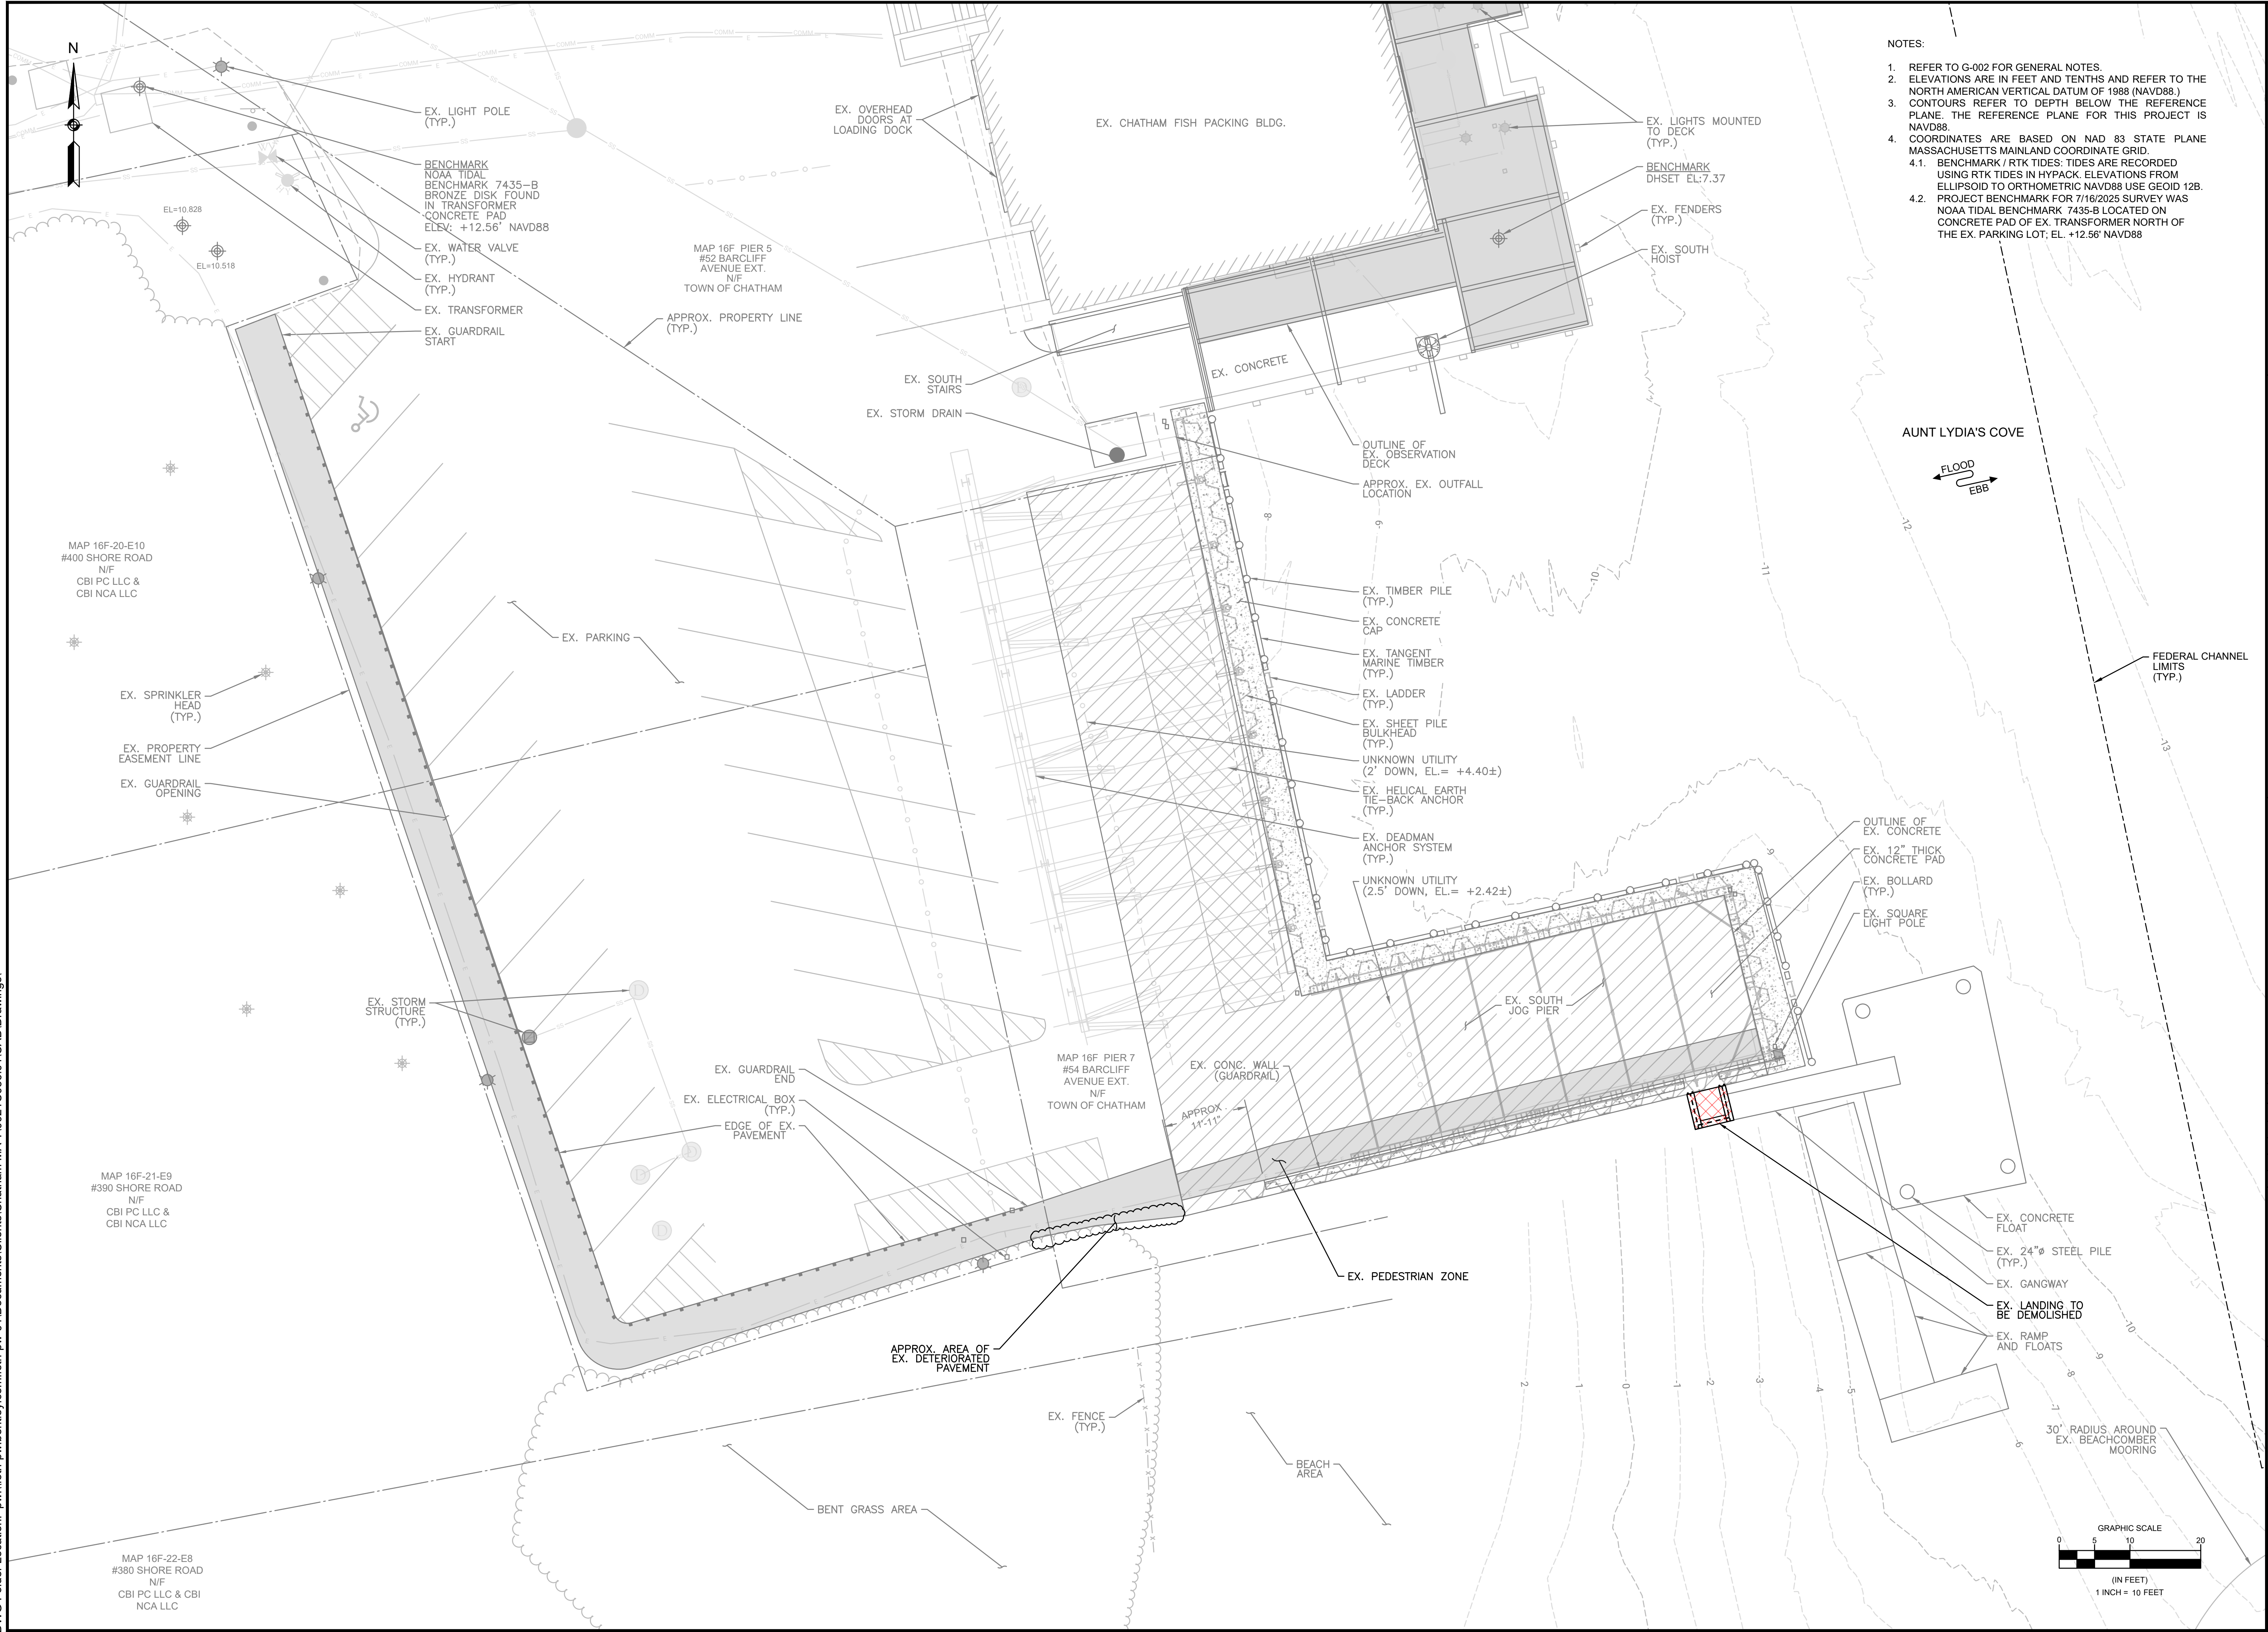 N
EX. LIGHT POLE
(TYP.)
BENCHMARK
NOAA TIDAL
BENCHMARK 7435-B
BRONZE DISK FOUND
IN TRANSFORMER
CONCRETE PAD
ELEV: +12.56' NAVD88
EX. WATER VALVE
(TYP.)
EX. HYDRANT
(TYP.)
EX. TRANSFORMER
EX. GUARDRAIL
START
EL=10.828
EL=10.518
EX. OVERHEAD
DOORS AT
LOADING DOCK
EX. CHATHAM FISH PACKING BLDG.
MAP 16F PIER 5
#52 BARCLIFF
AVENUE EXT.
N/F
TOWN OF CHATHAM
APPROX. PROPERTY LINE
(TYP.)
EX. SOUTH
STAIRS
EX. STORM DRAIN
EX. CONCRETE
EX. LIGHTS MOUNTED
TO DECK
(TYP.)
BENCHMARK
DHSET EL:7.37
EX. FENDERS
(TYP.)
EX. SOUTH
HOIST
NOTES:
1. REFER TO G-002 FOR GENERAL NOTES.
2. ELEVATIONS ARE IN FEET AND TENTHS AND REFER TO THE
NORTH AMERICAN VERTICAL DATUM OF 1988 (NAVD88.)
3. CONTOURS REFER TO DEPTH BELOW THE REFERENCE
PLANE. THE REFERENCE PLANE FOR THIS PROJECT IS
NAVD88.
4. COORDINATES ARE BASED ON NAD 83 STATE PLANE
MASSACHUSETTS MAINLAND COORDINATE GRID.
4.1. BENCHMARK / RTK TIDES: TIDES ARE RECORDED
USING RTK TIDES IN HYPACK. ELEVATIONS FROM
ELLIPSOID TO ORTHOMETRIC NAVD88 USE GEOID 12B.
4.2. PROJECT BENCHMARK FOR 7/16/2025 SURVEY WAS
NOAA TIDAL BENCHMARK 7435-B LOCATED ON
CONCRETE PAD OF EX. TRANSFORMER NORTH OF
THE EX. PARKING LOT; EL. +12.56' NAVD88
AUNT LYDIA'S COVE
FLOOD
EBB
OUTLINE OF
EX. OBSERVATION
DECK
APPROX. EX. OUTFALL
LOCATION
EX. TIMBER PILE
(TYP.)
EX. CONCRETE
CAP
EX. TANGENT
MARINE TIMBER
(TYP.)
EX. LADDER
(TYP.)
EX. SHEET PILE
BULKHEAD
(TYP.)
UNKNOWN UTILITY
(2' DOWN, EL.= +4.40±)
EX. HELICAL EARTH
TIE-BACK ANCHOR
(TYP.)
EX. DEADMAN
ANCHOR SYSTEM
(TYP.)
UNKNOWN UTILITY
(2.5' DOWN, EL.= +2.42±)
FEDERAL CHANNEL
LIMITS
(TYP.)
MAP 16F-20-E10
#400 SHORE ROAD
N/F
CBI PC LLC &
CBI NCA LLC
EX. PARKING
EX. SPRINKLER
HEAD
(TYP.)
EX. PROPERTY
EASEMENT LINE
EX. GUARDRAIL
OPENING
EX. STORM
STRUCTURE
(TYP.)
OUTLINE OF
EX. CONCRETE
EX. 12" THICK
CONCRETE PAD
EX. BOLLARD
(TYP.)
EX. SQUARE
LIGHT POLE
EX. SOUTH
JOG PIER
EX. GUARDRAIL
END
EX. ELECTRICAL BOX
(TYP.)
EDGE OF EX.
PAVEMENT
MAP 16F PIER 7
#54 BARCLIFF
AVENUE EXT.
N/F
TOWN OF CHATHAM
EX. CONC. WALL
(GUARDRAIL)
APPROX
11'-11"
MAP 16F-21-E9
#390 SHORE ROAD
N/F
CBI PC LLC &
CBI NCA LLC
EX. PEDESTRIAN ZONE
APPROX. AREA OF
EX. DETERIORATED
PAVEMENT
EX. CONCRETE
FLOAT
EX. 24"ø STEEL PILE
(TYP.)
EX. GANGWAY
EX. LANDING TO
BE DEMOLISHED
EX. RAMP
AND FLOATS
EX. FENCE
(TYP.)
BEACH
AREA
BENT GRASS AREA
30' RADIUS AROUND
EX. BEACHCOMBER
MOORING
MAP 16F-22-E8
#380 SHORE ROAD
N/F
CBI PC LLC & CBI
NCA LLC
-8
-9
-10
-11
-12
-13
-9
2
1
0
-1
-2
-3
-4
-5
-6
-7
-8
-9
-10
GRAPHIC SCALE
0 5 10 20
(IN FEET)
1 INCH = 10 FEET